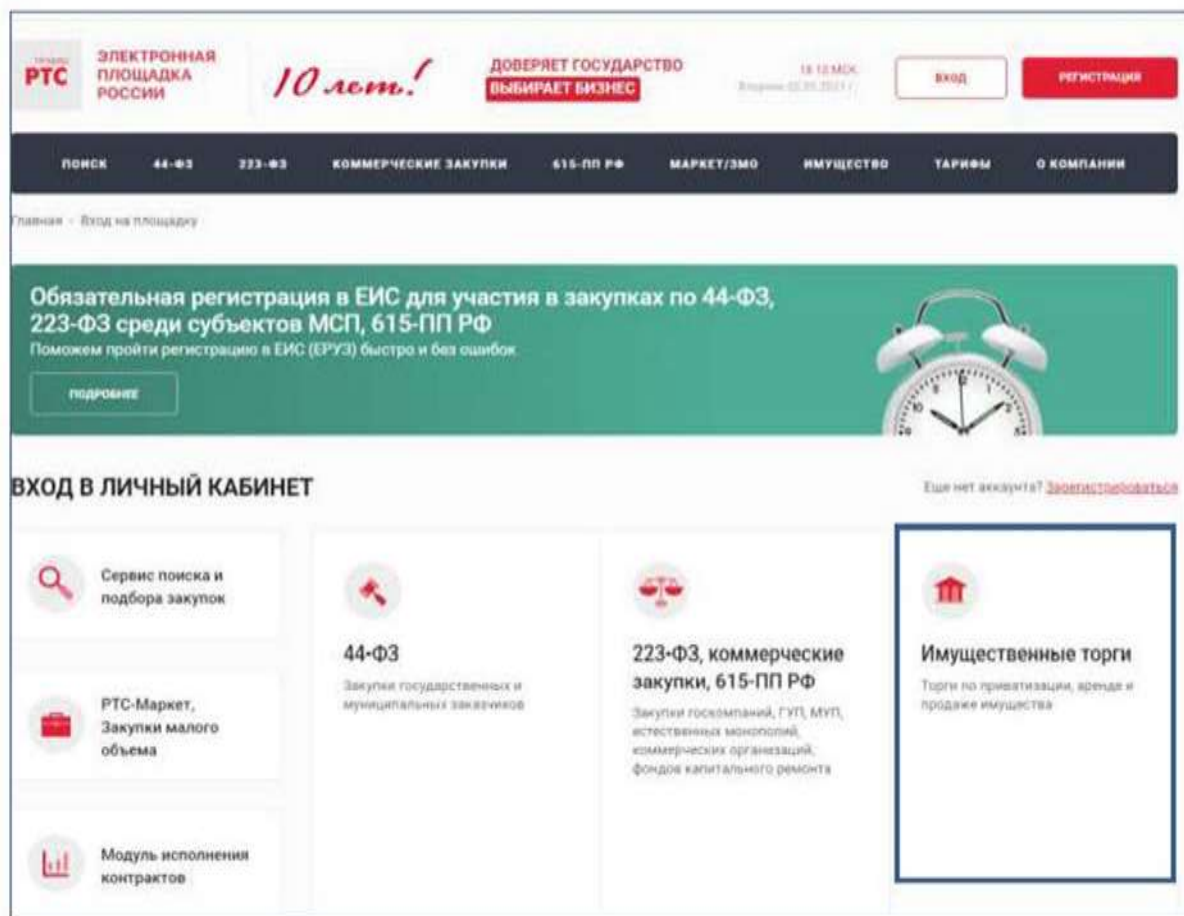 РТС
ЭЛЕКТРОННАЯ
ПЛОЩАДКА
РОССИИ
10 лет!
ДОВЕРЯЕТ ГОСУДАРСТВО
ВЫБИРАЕТ БИЗНЕС
ВХОД
РЕГИСТРАЦИЯ
ПОИСК 44-ФЗ 223-ФЗ КОММЕРЧЕСКИЕ ЗАКУПКИ 615-ПП РФ МАРКЕТ/ЗМО ИМУЩЕСТВО ТАРИФЫ О КОМПАНИИ
Главная - Вход на площадку
Обязательная регистрация в ЕИС для участия в закупках по 44-ФЗ,
223-ФЗ среди субъектов МСП, 615-ПП РФ
Поможем пройти регистрацию в ЕИС (ЕРУЗ) быстро и без ошибок
ПОДРОБНЕЕ
ВХОД В ЛИЧНЫЙ КАБИНЕТ
Еще нет аккаунта? Зарегистрироваться
Сервис поиска и
подбора закупок
РТС-Маркет,
Закупки малого
объема
Модуль исполнения
контрактов
44-ФЗ
Закупки государственных и
муниципальных заказчиков
223-ФЗ, коммерческие
закупки, 615-ПП РФ
Закупки госкомпаний, ГУП, МУП,
естественных монополий,
коммерческих организаций,
фондов капитального ремонта
Имущественные торги
Торги по приватизации, аренде и
продаже имущества